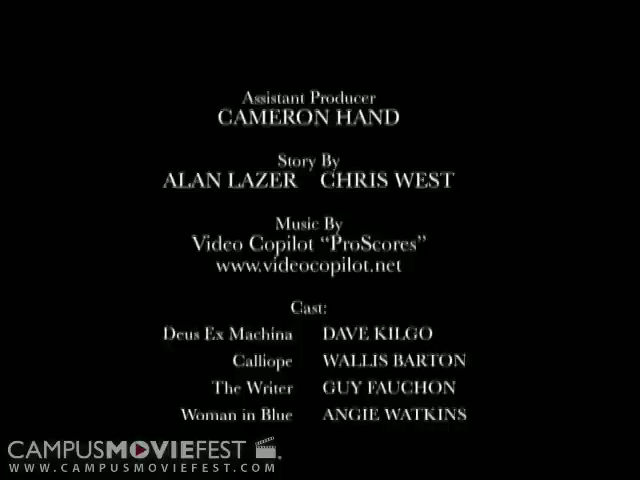 Assistant Producer
CAMERON HAND
Story By
ALAN LAZER CHRIS WEST
Music By
Video Copilot “ProScores”
www.videocopilot.net
Cast:
Deus Ex Machina DAVE KILGO
Calliope WALLIS BARTON
The Writer GUY FAUCHON
Woman in Blue ANGIE WATKINS
CAMPUSMOVIEFEST
WWW.CAMPUSMOVIEFEST.COM